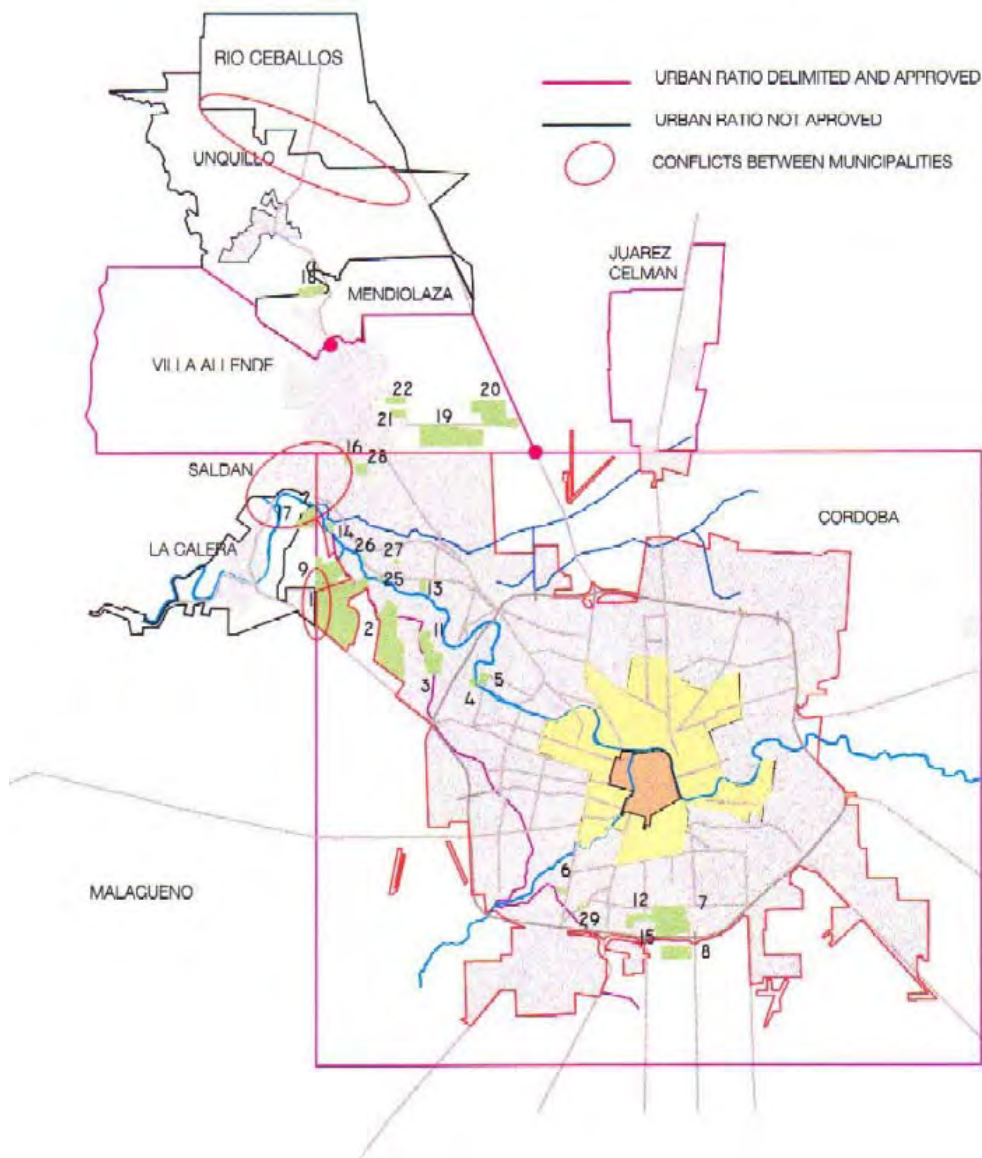 RIO CEBALLOS
URBAN RATIO DELIMITED AND APPROVED
URBAN RATIO NOT APROVED
UNQUILLO
CONFLICTS BETWEEN MUNICIPALITIES
JUAREZ
CELMAN
18
MENDIOLAZA
VILLA ALLENDE
22
20
21
19
16
28
SALDAN
17
CORDOBA
14
LA CALERA
26
27
9
25
13
1
2
11
3
5
4
MALAGUENO
6
12
7
29
15
8